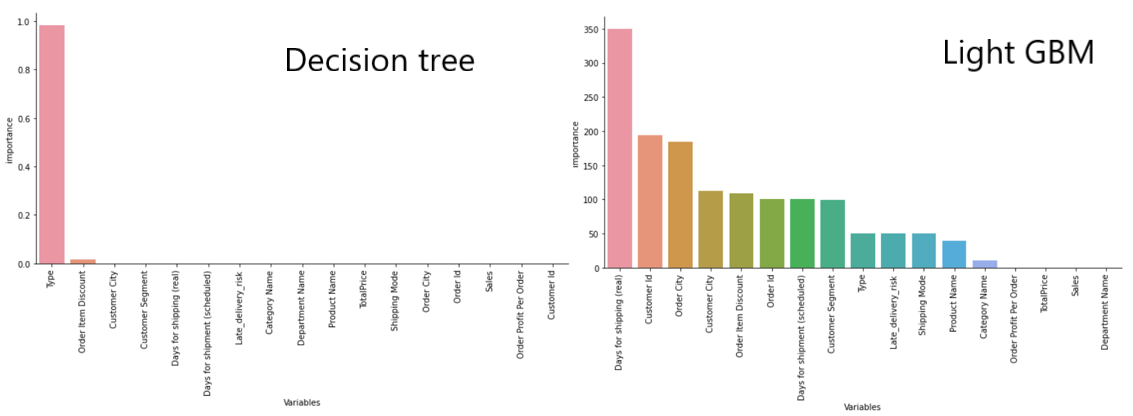 Decision tree
importance
1.0
0.8
0.6
0.4
0.2
0.0
Type
Order Item Discount
Customer City
Customer Segment
Days for shipping (real)
Days for shipment (scheduled)
Late_delivery_risk
Category Name
Department Name
Product Name
TotalPrice
Shipping Mode
Order City
Order Id
Sales
Order Profit Per Order
Customer Id
Variables
Light GBM
importance
350
300
250
200
150
100
50
0
Days for shipping (real)
Customer Id
Order City
Customer City
Order Item Discount
Order Id
Days for shipment (scheduled)
Customer Segment
Type
Late_delivery_risk
Shipping Mode
Product Name
Category Name
Order Profit Per Order
TotalPrice
Sales
Department Name
Variables